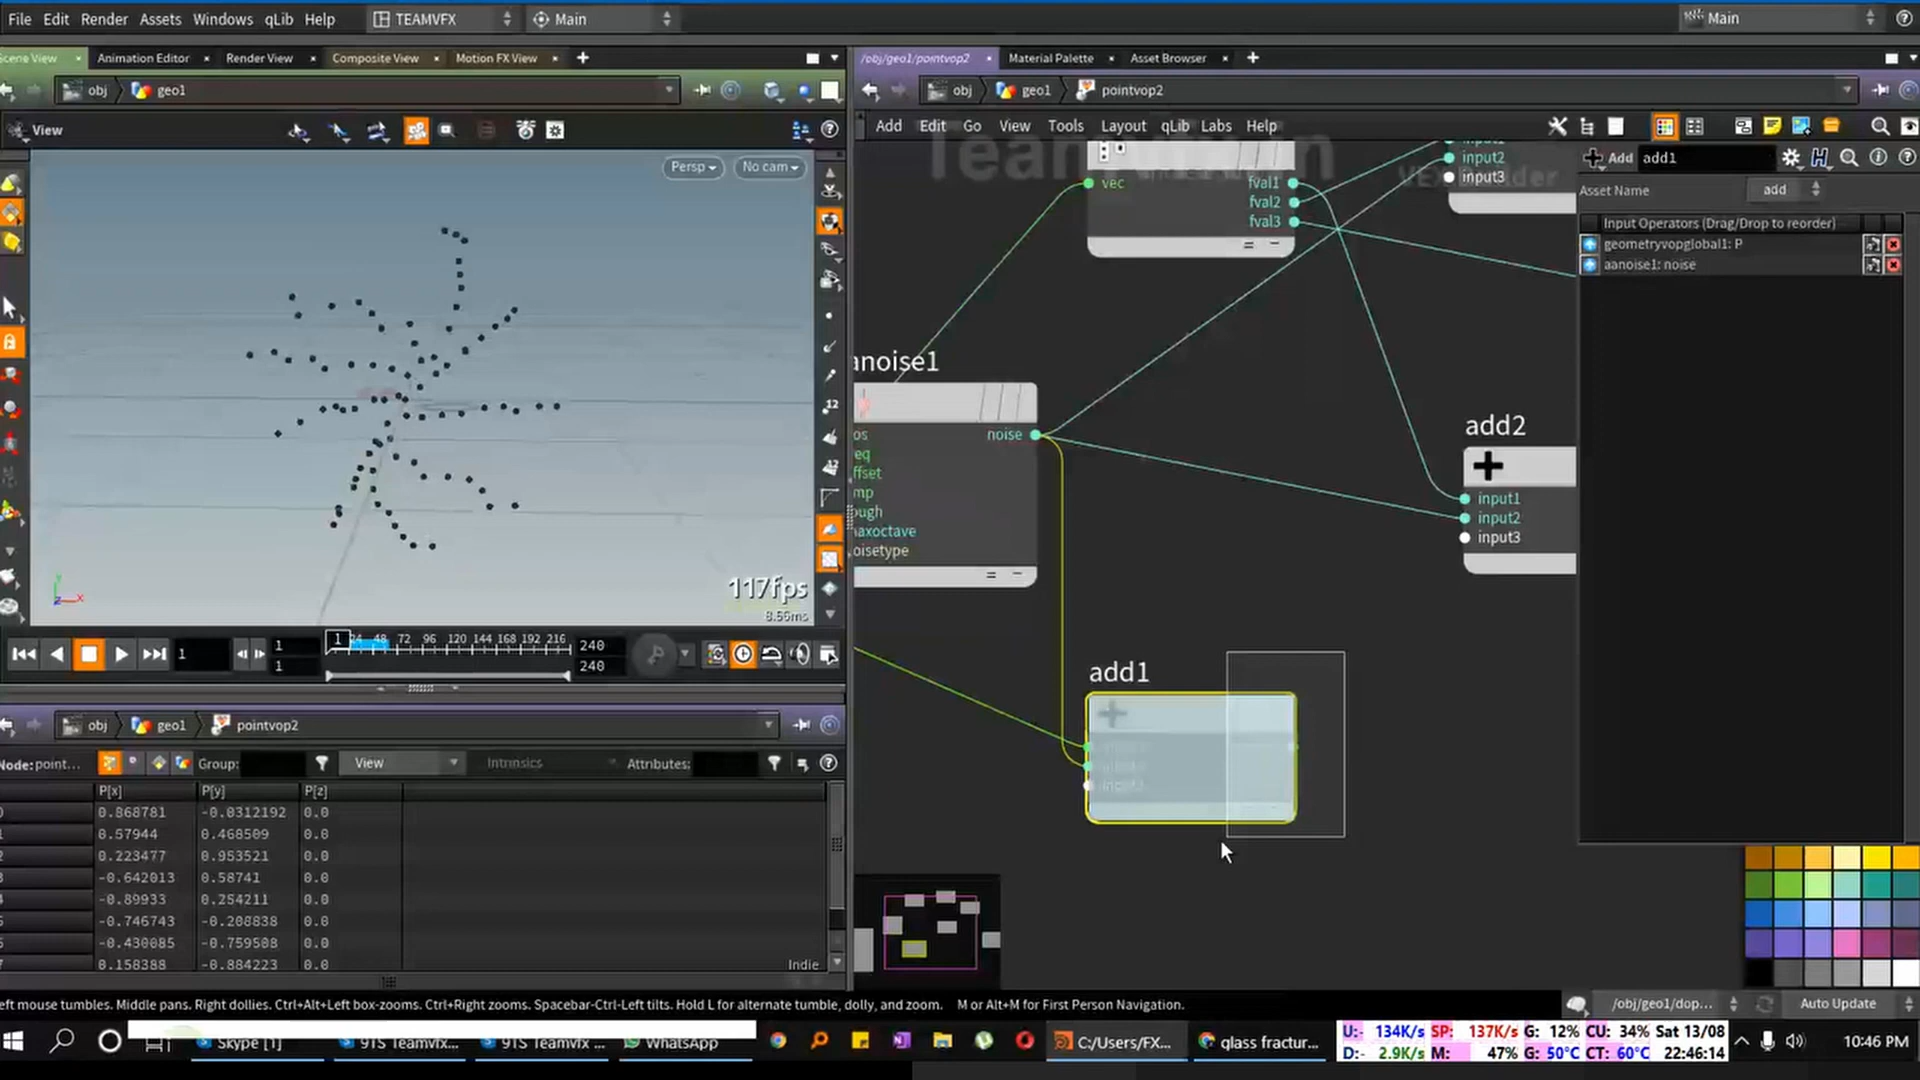 File Edit Render Assets Windows qLib Help TEAMVFX Main Main
Scene View Animation Editor Render View Composite View Motion FX View
obj geo1
View
Persp No cam
117fps
8.55ms
1 1 1 1 24 48 72 96 120 144 168 192 216 240 240
obj geo1 pointvop2
Node: point... Group: View Intrinsics Attributes:
P[x] P[y] P[z]
0.868781 -0.0312192 0.0
0.57944 0.468509 0.0
0.223477 0.953521 0.0
-0.642013 0.58741 0.0
-0.89933 0.254211 0.0
-0.746743 -0.208838 0.0
-0.430085 -0.759508 0.0
0.158388 -0.884223 0.0
Indie
/obj/geo1/pointvop2 Material Palette Asset Browser
obj geo1 pointvop2
Add Edit Go View Tools Layout qLib Labs Help
vec fval1
fval2
fval3
input2
input3
anoise1
noise
maxoctave
add2
input1
input2
input3
add1
Add add1
Asset Name add
Input Operators (Drag/Drop to reorder)
geometryvopglobal1: P
aanoise1: noise
eft mouse tumbles. Middle pans. Right dollies. Ctrl+Alt+Left box-zooms. Ctrl+Right zooms. Spacebar-Ctrl-Left tilts. Hold L for alternate tumble, dolly, and zoom. M or Alt+M for First Person Navigation.
/obj/geo1/dop... Auto Update
Skype [1] 9TS Teamvfx... 9TS Teamvfx ... WhatsApp C:/Users/FX... glass fractur...
U:- 134K/s SP: 137K/s G: 12% CU: 34% Sat 13/08
D:- 2.9K/s M: 47% G: 50°C CT: 60°C 22:46:14
10:46 PM